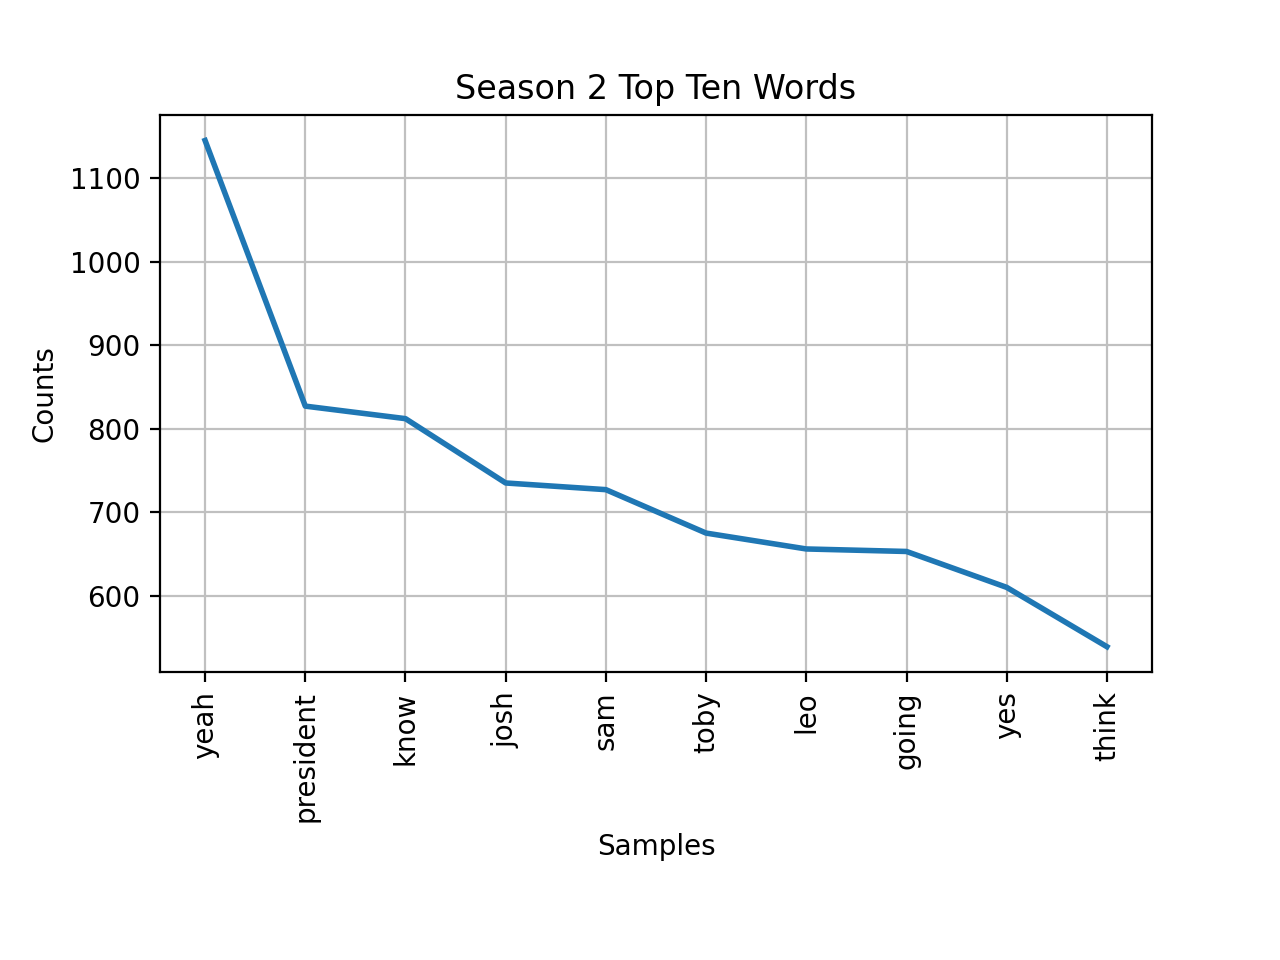 Season 2 Top Ten Words
Counts
1100
1000
900
800
700
600
yeah
president
know
josh
sam
toby
leo
going
yes
think
Samples